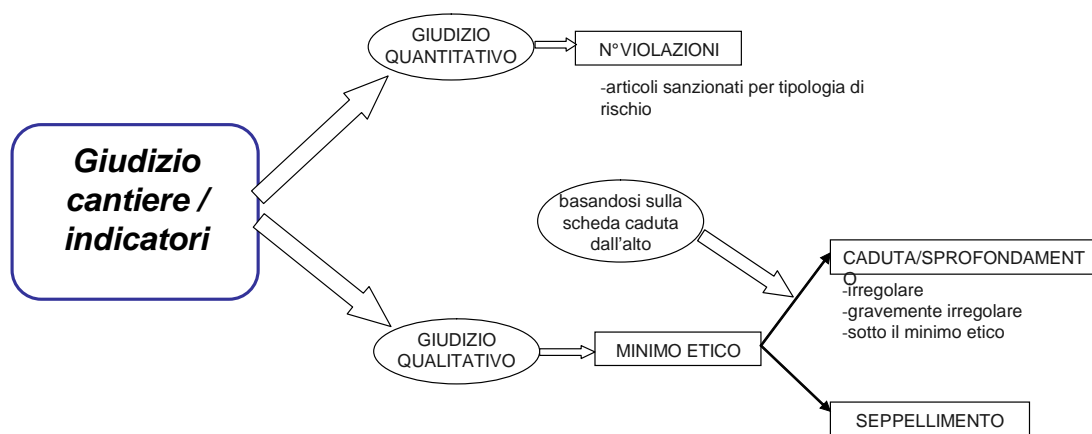 GIUDIZIO
QUANTITATIVO
N°VIOLAZIONI
-articoli sanzionati per tipologia di
rischio
Giudizio
cantiere /
indicatori
basandosi sulla
scheda caduta
dall'alto
CADUTA/SPROFONDAMENT
O
-irregolare
-gravemente irregolare
-sotto il minimo etico
GIUDIZIO
QUALITATIVO
MINIMO ETICO
SEPPELLIMENTO